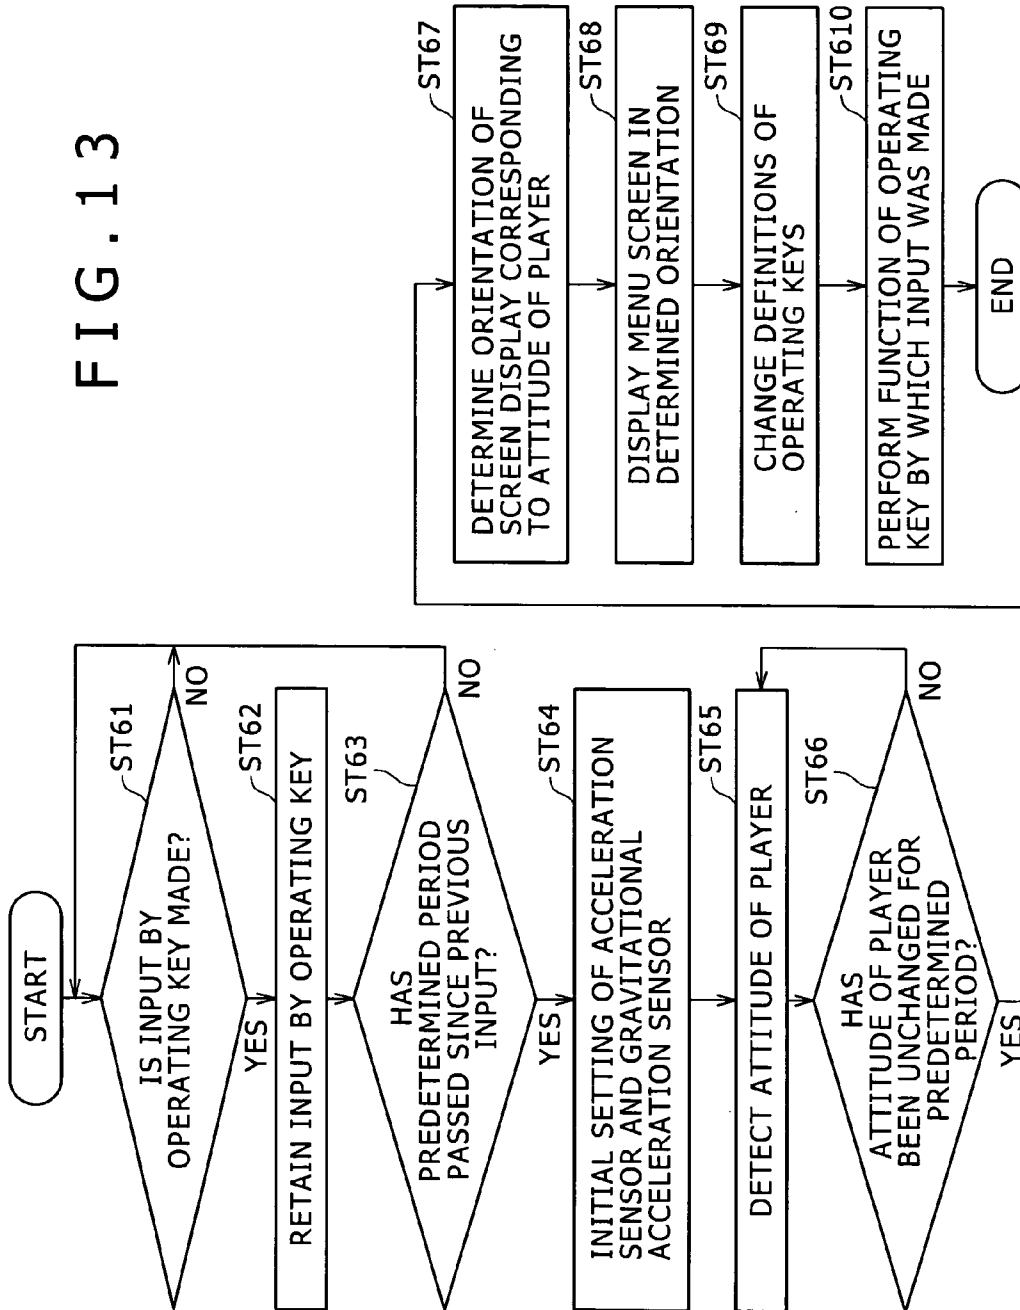 FIG.13
START
ST61
IS INPUT BY
OPERATING KEY MADE?
NO
YES
ST62
RETAIN INPUT BY OPERATING KEY
ST63
HAS
PREDETERMINED PERIOD
PASSED SINCE PREVIOUS
INPUT?
NO
YES
ST64
INITIAL SETTING OF ACCELERATION
SENSOR AND GRAVITATIONAL
ACCELERATION SENSOR
ST65
DETECT ATTITUDE OF PLAYER
ST66
HAS
ATTITUDE OF PLAYER
BEEN UNCHANGED FOR
PREDETERMINED
PERIOD?
NO
YES
ST67
DETERMINE ORIENTATION OF
SCREEN DISPLAY CORRESPONDING
TO ATTITUDE OF PLAYER
ST68
DISPLAY MENU SCREEN IN
DETERMINED ORIENTATION
ST69
CHANGE DEFINITIONS OF
OPERATING KEYS
ST610
PERFORM FUNCTION OF OPERATING
KEY BY WHICH INPUT WAS MADE
END